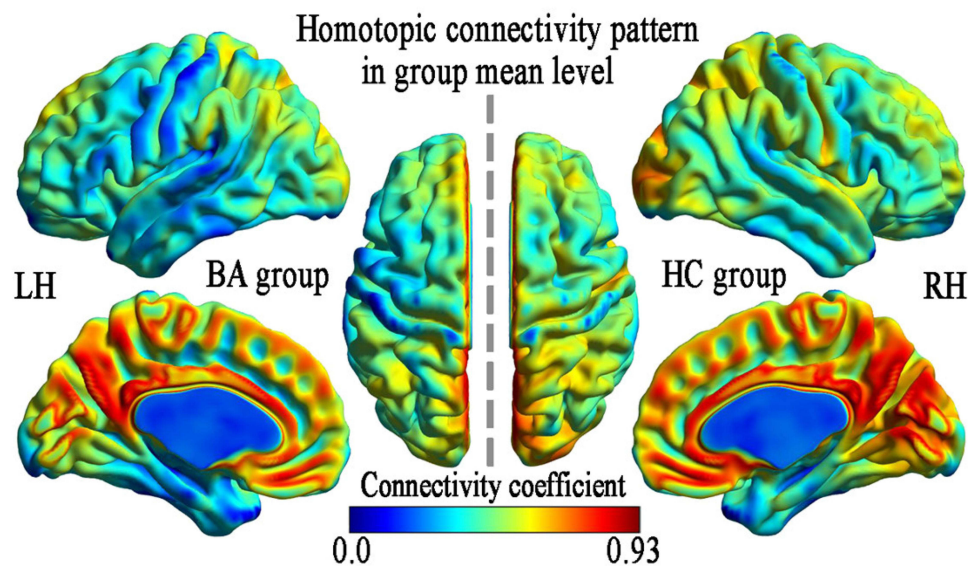 Homotopic connectivity pattern
in group mean level
LH
BA group
HC group
RH
Connectivity coefficient
0.0
0.93